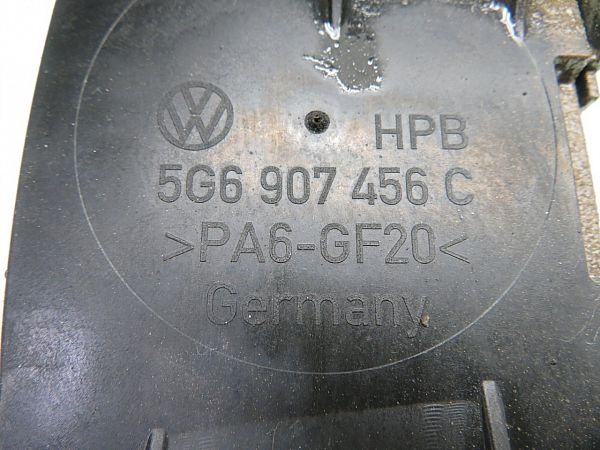 HPB
5G6 907 456 C
>PA6-GF20<
Germany